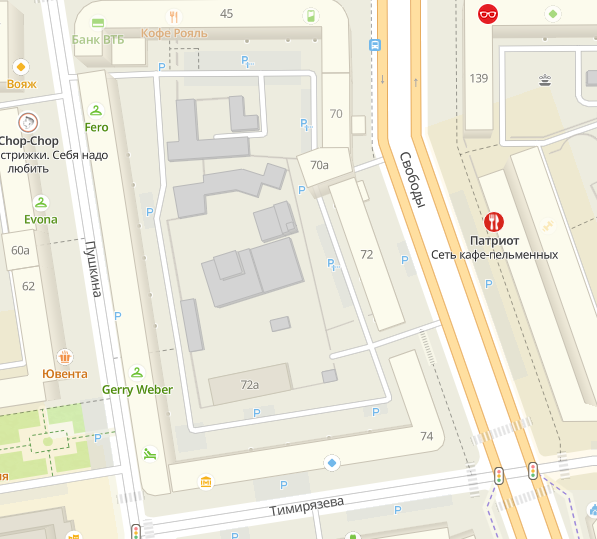 45
Кофе Рояль
Банк ВТБ
P
P
Вояж
139
Fero
70
P
Chop-Chop
стрижки. Себя надо
любить
70а
Свободы
P
P
Evona
Патриот
Сеть кафе-пельменных
60а
Пушкина
72
P
P
62
P
P
P
Ювента
Gerry Weber
72а
P
P
P
74
ия
P
Тимирязева
P